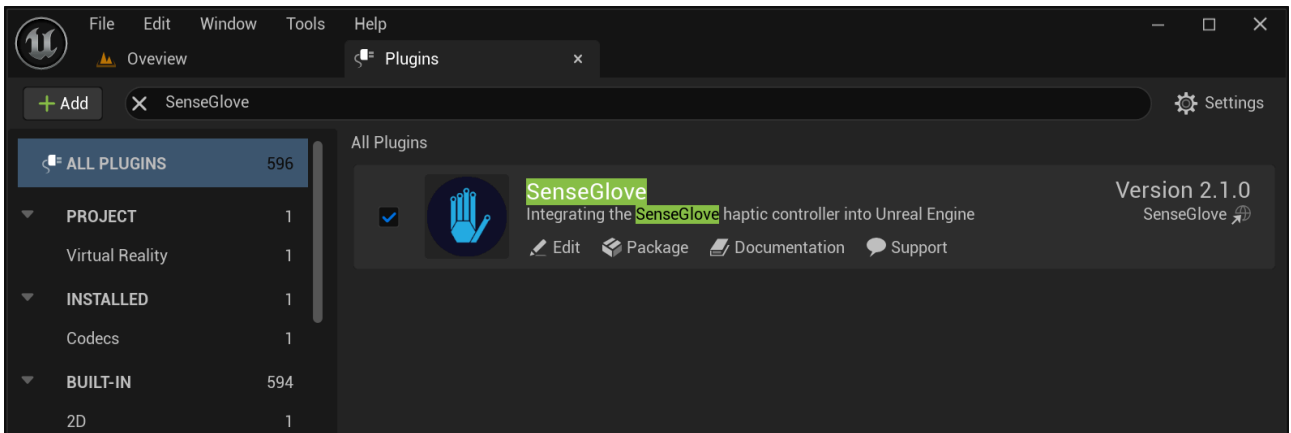 File Edit Window Tools Help
Oveview
Plugins
Add
SenseGlove
Settings
ALL PLUGINS 596
PROJECT 1
Virtual Reality 1
INSTALLED 1
Codecs 1
BUILT-IN 594
2D 1
All Plugins
SenseGlove
Integrating the SenseGlove haptic controller into Unreal Engine
Edit Package Documentation Support
Version 2.1.0
SenseGlove